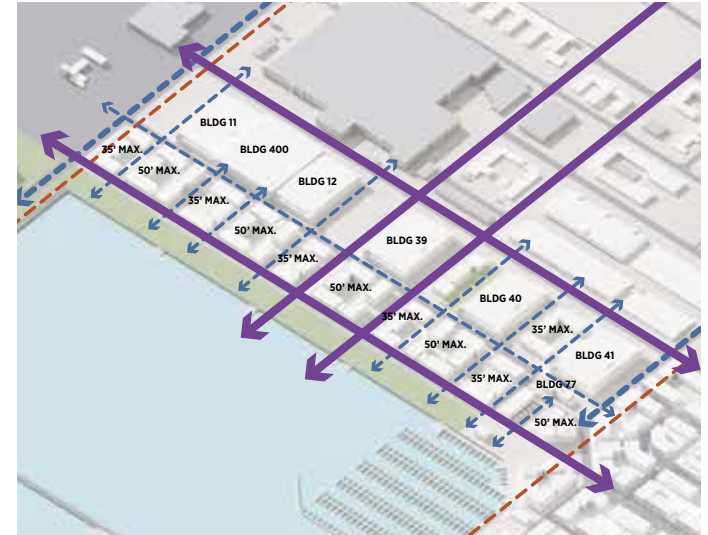 BLDG 11
35' MAX.
BLDG 400
50' MAX.
BLDG 12
35' MAX.
50' MAX.
BLDG 39
35' MAX.
50' MAX.
BLDG 40
35' MAX.
35' MAX.
50' MAX.
BLDG 41
35' MAX.
BLDG 77
50' MAX.